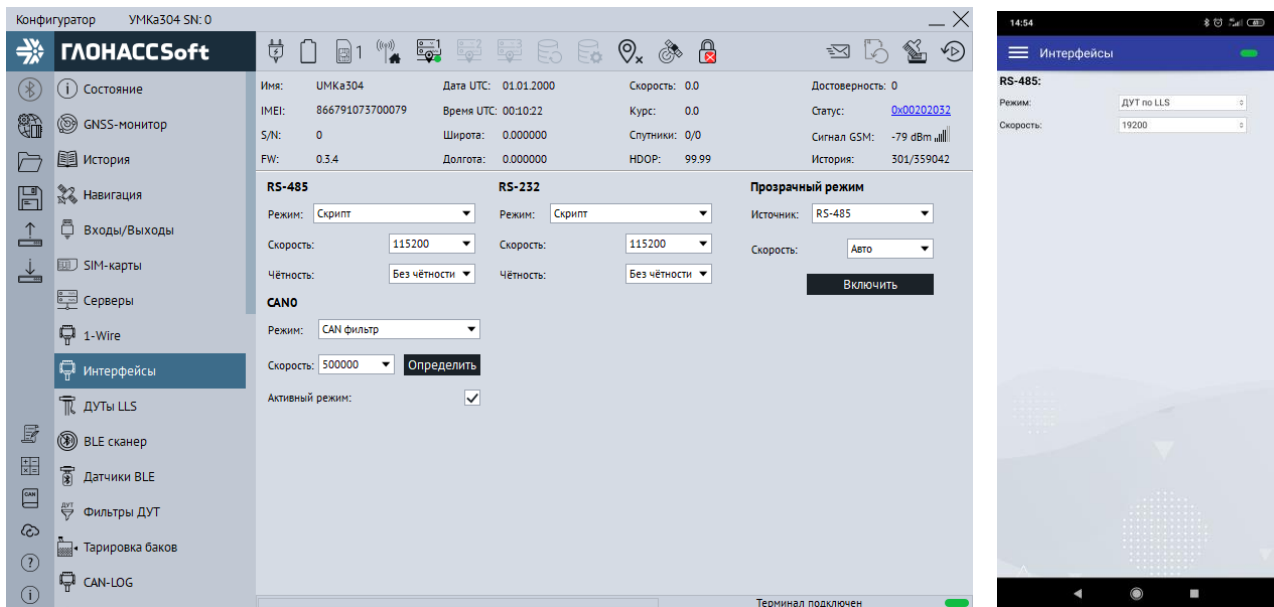 Конфигуратор УМКа304 SN: 0
ГЛОНАССSoft
1
1
2
2
Имя: UMKa304 Дата UTC: 01.01.2000 Скорость: 0.0 Достоверность: 0
IMEI: 866791073700079 Время UTC: 00:10:22 Курс: 0.0 Статус: 0x00202032
S/N: 0 Широта: 0.000000 Спутники: 0/0 Сигнал GSM: -79 dBm
FW: 0.3.4 Долгота: 0.000000 HDOP: 99.99 История: 301/359042
Состояние
GNSS-монитор
История
Навигация
Входы/Выходы
SIM-карты
Серверы
1-Wire
Интерфейсы
ДУТы LLS
BLE сканер
Датчики BLE
Фильтры ДУТ
Тарировка баков
CAN-LOG
CAN
RS-485
Режим: Скрипт
Скорость: 115200
Чётность: Без чётности
RS-232
Режим: Скрипт
Скорость: 115200
Чётность: Без чётности
Прозрачный режим
Источник: RS-485
Скорость: Авто
Включить
CAN0
Режим: CAN фильтр
Скорость: 500000 Определить
Активный режим:
Терминал подключен
14:54
Интерфейсы
RS-485:
Режим: ДУТ по LLS
Скорость: 19200